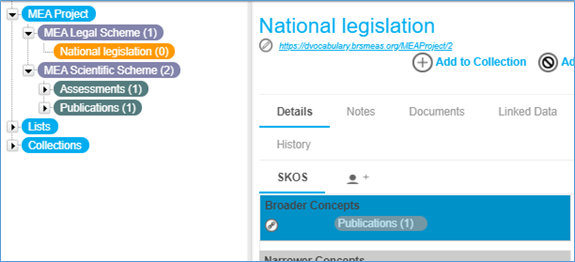 MEA Project
MEA Legal Scheme (1)
National legislation (0)
MEA Scientific Scheme (2)
Assessments (1)
Publications (1)
Lists
Collections
National legislation
https://dvocabulary.brsmeas.org/MEAProject/2
Add to Collection
Ad
Details Notes Documents Linked Data
History
SKOS +
Broader Concepts
Publications (1)
Narrower Concepts